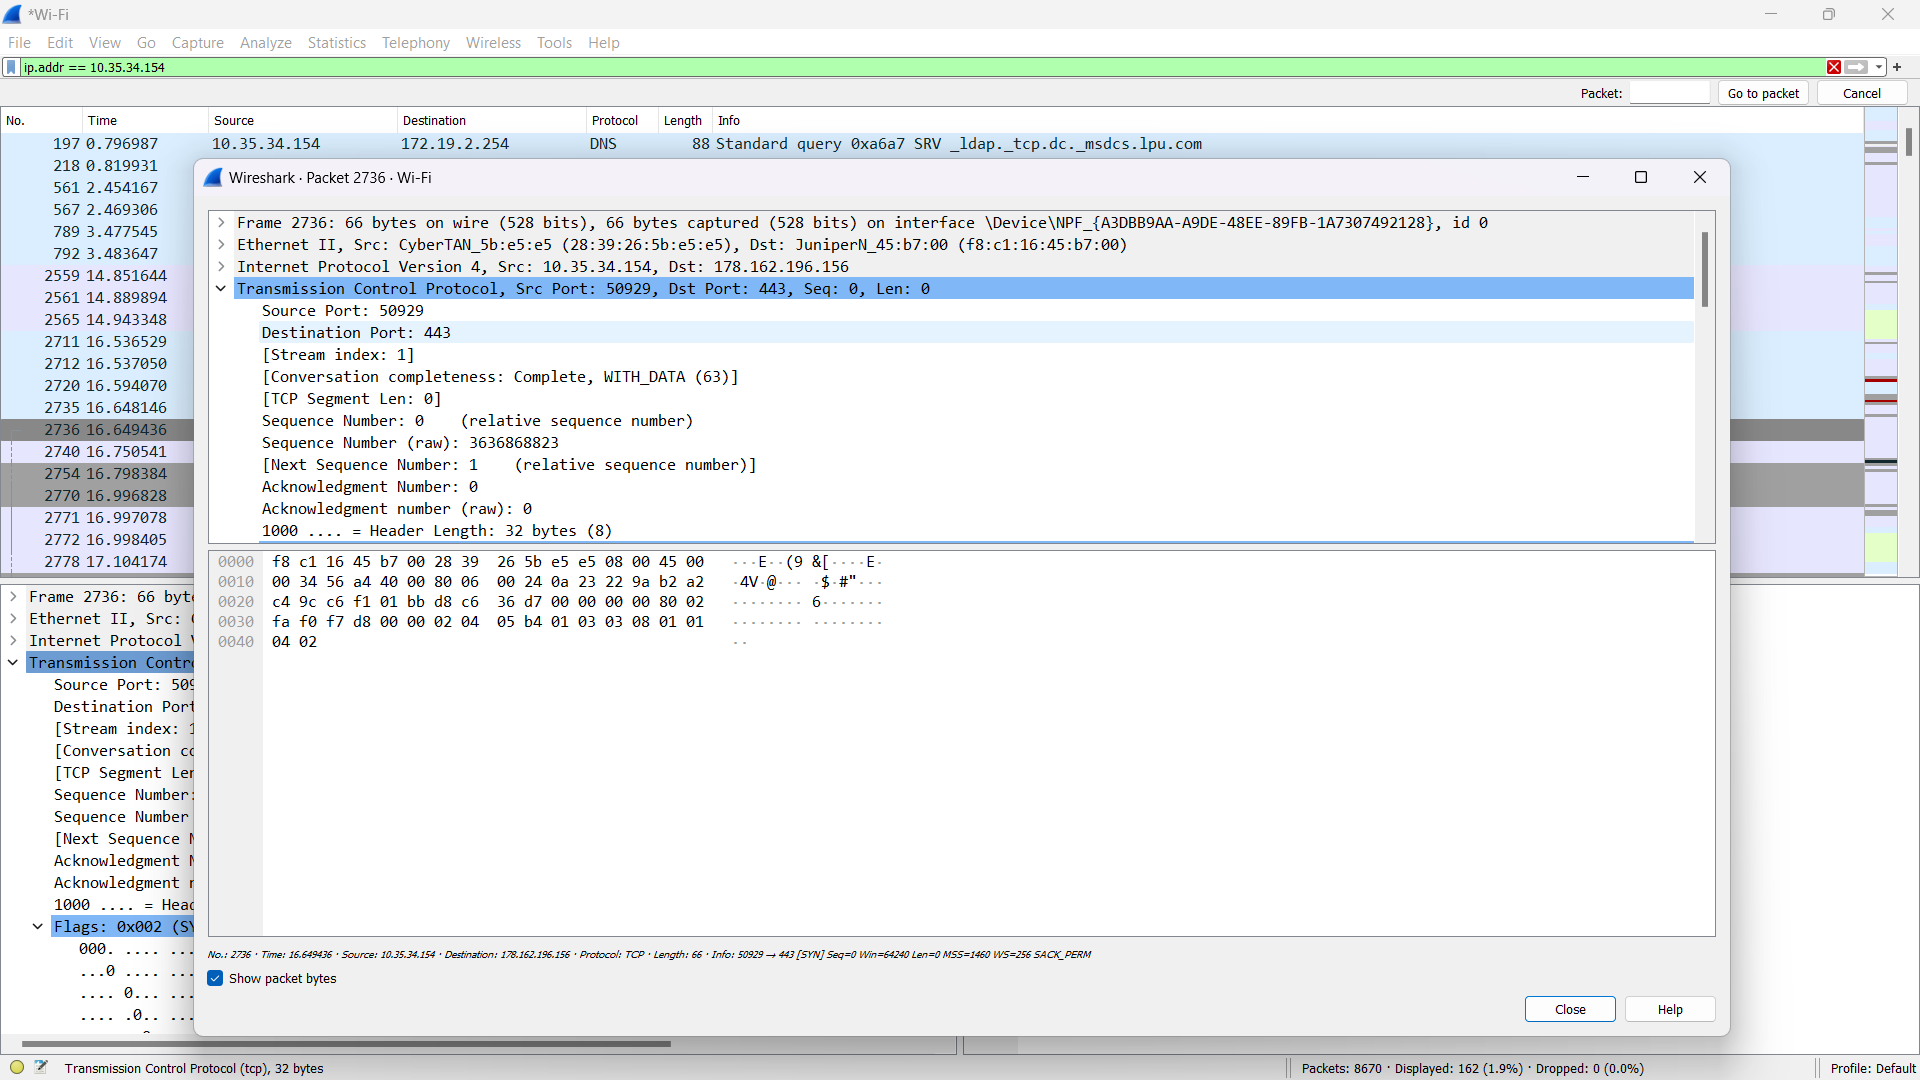 *Wi-Fi
File Edit View Go Capture Analyze Statistics Telephony Wireless Tools Help
ip.addr == 10.35.34.154
Packet: Go to packet Cancel
No. Time Source Destination Protocol Length Info
197 0.796987 10.35.34.154 172.19.2.254 DNS 88 Standard query 0xa6a7 SRV _ldap._tcp.dc._msdcs.lpu.com
218 0.819931
561 2.454167
567 2.469306
789 3.477545
792 3.483647
2559 14.851644
2561 14.889894
2565 14.943348
2711 16.536529
2712 16.537050
2720 16.594070
2735 16.648146
2736 16.649436
2740 16.750541
2754 16.798384
2770 16.996828
2771 16.997078
2772 16.998405
2778 17.104174
Wireshark · Packet 2736 · Wi-Fi
Frame 2736: 66 bytes on wire (528 bits), 66 bytes captured (528 bits) on interface \Device\NPF_{A3DBB9AA-A9DE-48EE-89FB-1A7307492128}, id 0
Ethernet II, Src: CyberTAN_5b:e5:e5 (28:39:26:5b:e5:e5), Dst: JuniperN_45:b7:00 (f8:c1:16:45:b7:00)
Internet Protocol Version 4, Src: 10.35.34.154, Dst: 178.162.196.156
Transmission Control Protocol, Src Port: 50929, Dst Port: 443, Seq: 0, Len: 0
Source Port: 50929
Destination Port: 443
[Stream index: 1]
[Conversation completeness: Complete, WITH_DATA (63)]
[TCP Segment Len: 0]
Sequence Number: 0 (relative sequence number)
Sequence Number (raw): 3636868823
[Next Sequence Number: 1 (relative sequence number)]
Acknowledgment Number: 0
Acknowledgment number (raw): 0
1000 .... = Header Length: 32 bytes (8)
0000 f8 c1 16 45 b7 00 28 39 26 5b e5 e5 08 00 45 00 ···E··(9 &[····E·
0010 00 34 56 a4 40 00 80 06 00 24 0a 23 22 9a b2 a2 ·4V·@··· ·$·#"···
0020 c4 9c c6 f1 01 bb d8 c6 36 d7 00 00 00 00 80 02 ········ 6·······
0030 fa f0 f7 d8 00 00 02 04 05 b4 01 03 03 08 01 01 ········ ········
0040 04 02 ··
No.: 2736 · Time: 16.649436 · Source: 10.35.34.154 · Destination: 178.162.196.156 · Protocol: TCP · Length: 66 · Info: 50929 → 443 [SYN] Seq=0 Win=64240 Len=0 MSS=1460 WS=256 SACK_PERM
Show packet bytes
Close Help
Frame 2736: 66 byt
Ethernet II, Src: (
Internet Protocol
Transmission Contr
Source Port: 509
Destination Port
[Stream index: 1
[Conversation co
[TCP Segment Len
Sequence Number:
Sequence Number
[Next Sequence N
Acknowledgment N
Acknowledgment n
1000 .... = Head
Flags: 0x002 (SY
000. .... ...
...0 .... ...
.... 0... ...
.... .0.. ...
Transmission Control Protocol (tcp), 32 bytes
Packets: 8670 · Displayed: 162 (1.9%) · Dropped: 0 (0.0%)
Profile: Default